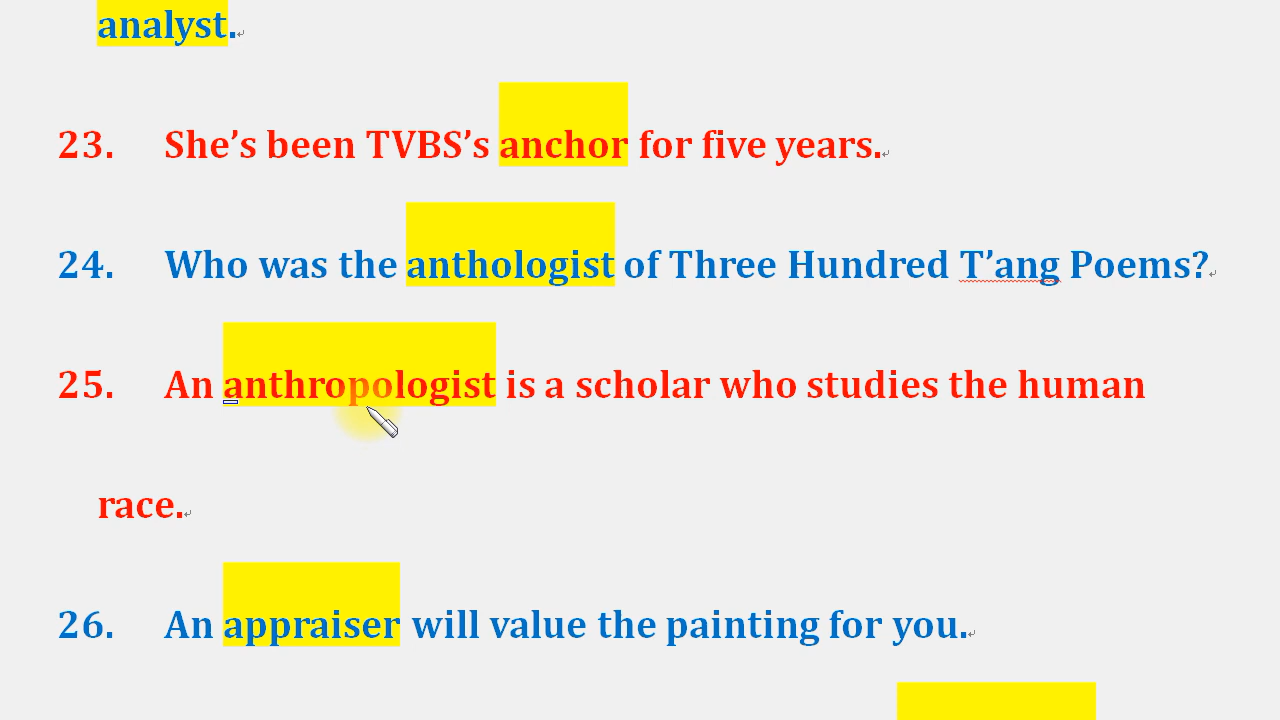 analyst.
23. She’s been TVBS’s anchor for five years.
24. Who was the anthologist of Three Hundred T’ang Poems?
25. An anthropologist is a scholar who studies the human
race.
26. An appraiser will value the painting for you.